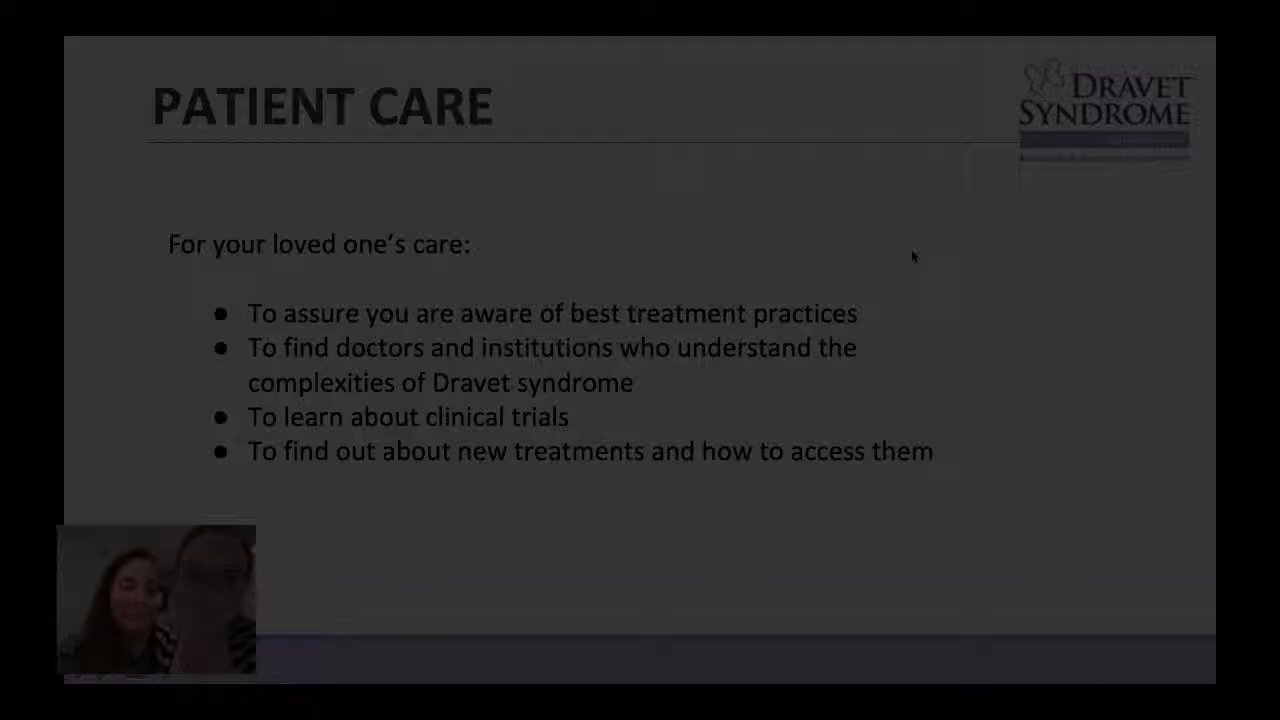 PATIENT CARE
DRAVET
SYNDROME
For your loved one's care:
● To assure you are aware of best treatment practices
● To find doctors and institutions who understand the
complexities of Dravet syndrome
● To learn about clinical trials
● To find out about new treatments and how to access them